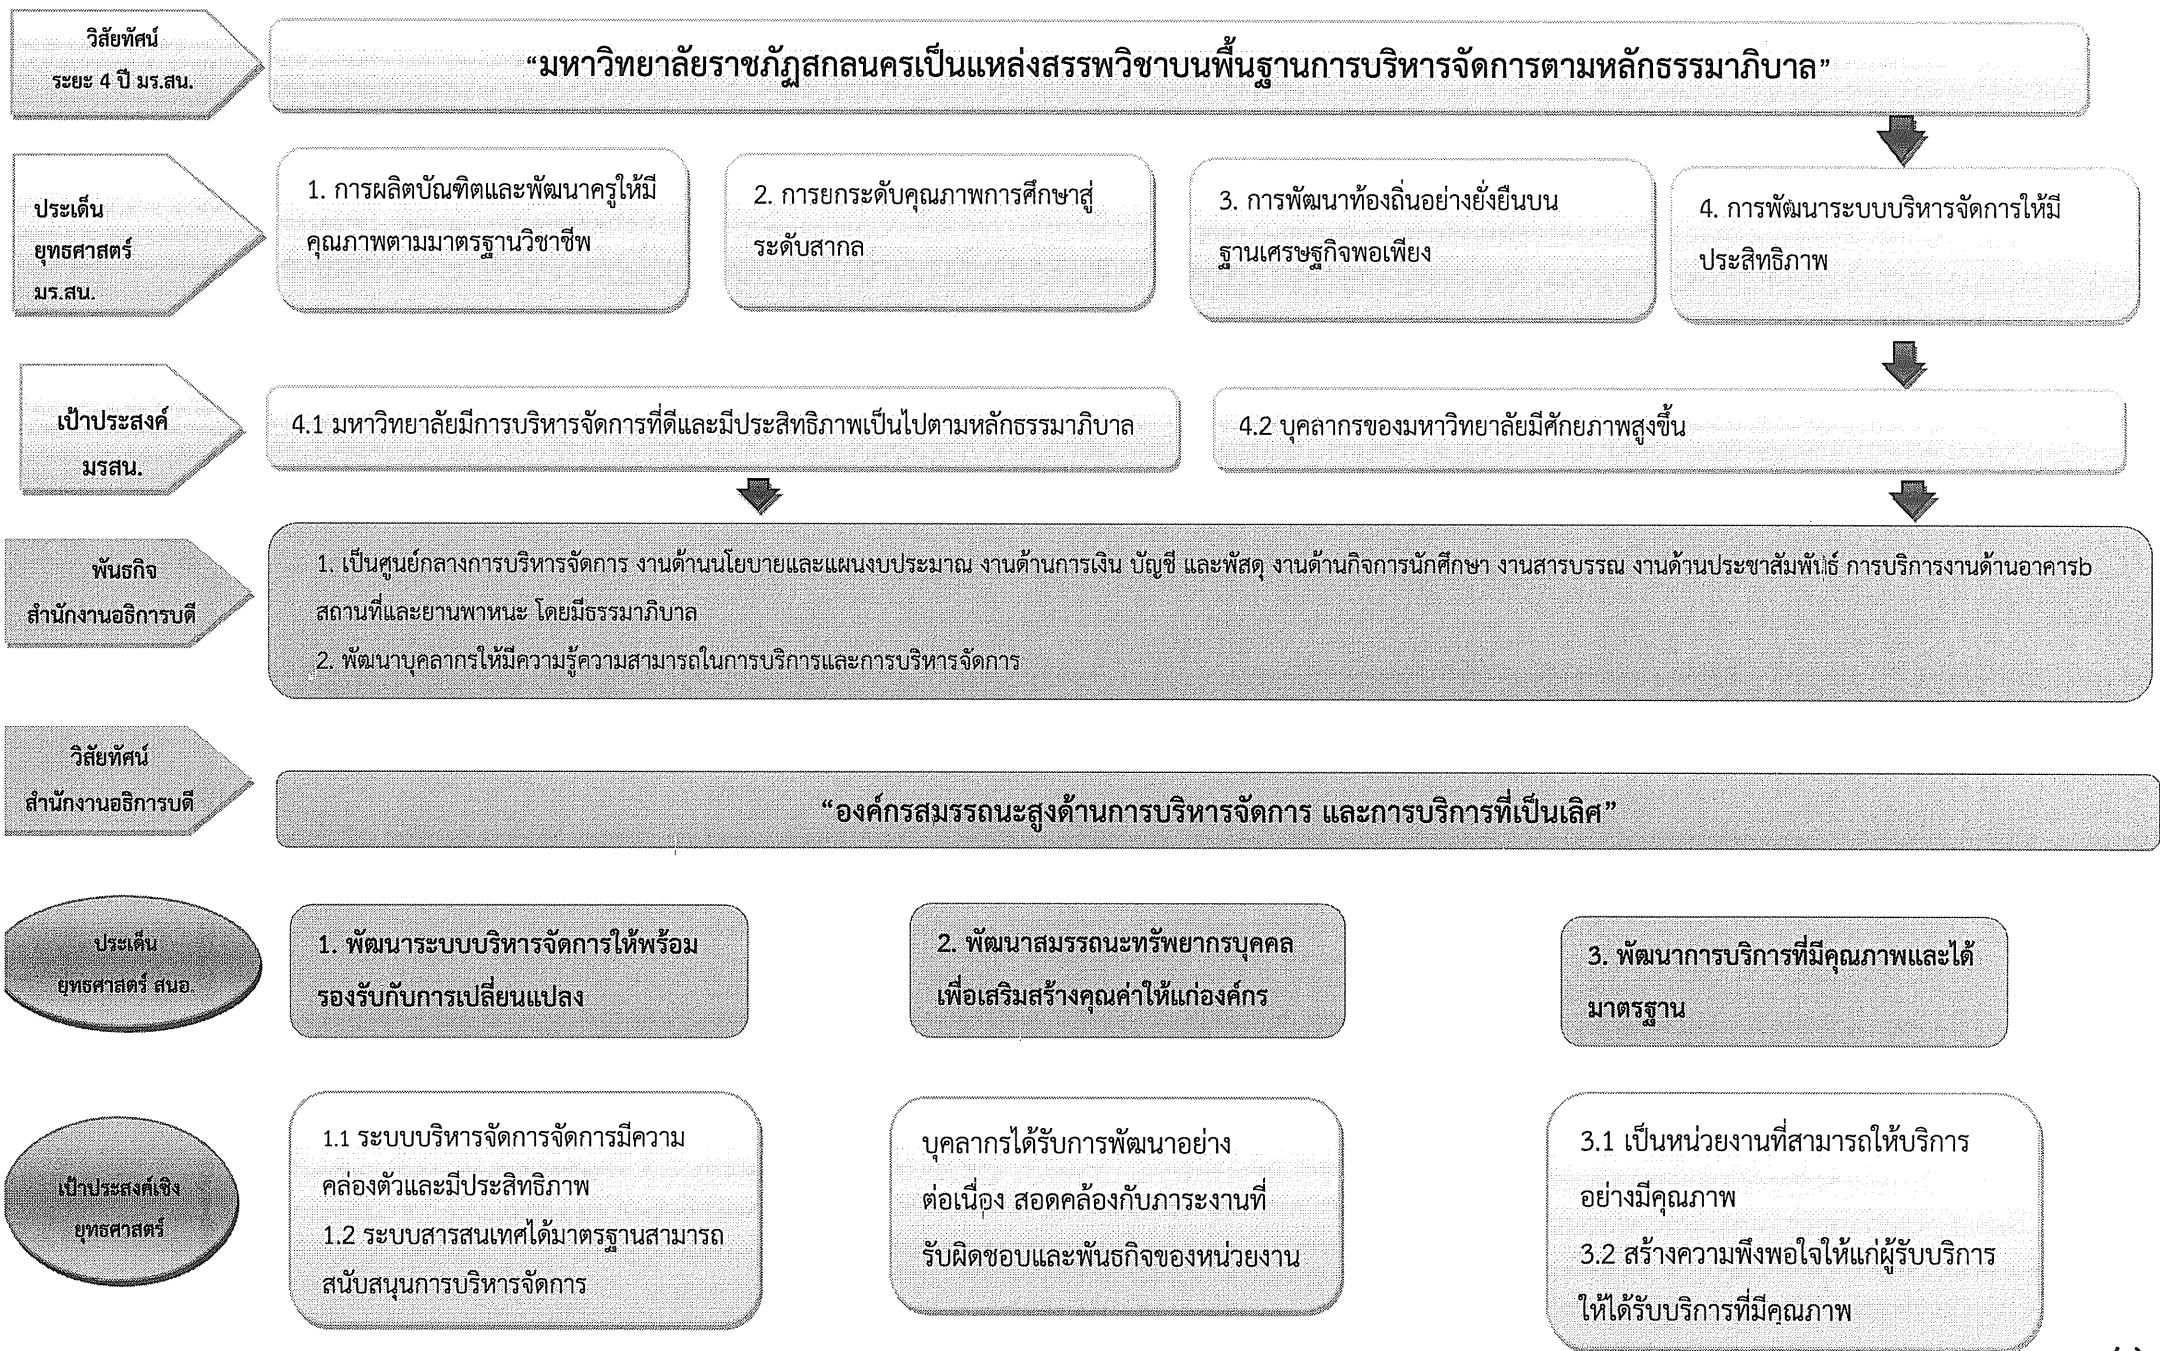 วิสัยทัศน์
ระยะ 4 ปี มร.สน.
“มหาวิทยาลัยราชภัฏสกลนครเป็นแหล่งสรรพวิชาบนพื้นฐานการบริหารจัดการตามหลักธรรมาภิบาล”
ประเด็น
ยุทธศาสตร์
มร.สน.
1. การผลิตบัณฑิตและพัฒนาครูให้มี
คุณภาพตามมาตรฐานวิชาชีพ
2. การยกระดับคุณภาพการศึกษาสู่
ระดับสากล
3. การพัฒนาท้องถิ่นอย่างยั่งยืนบน
ฐานเศรษฐกิจพอเพียง
4. การพัฒนาระบบบริหารจัดการให้มี
ประสิทธิภาพ
เป้าประสงค์
มรสน.
4.1 มหาวิทยาลัยมีการบริหารจัดการที่ดีและมีประสิทธิภาพเป็นไปตามหลักธรรมาภิบาล
4.2 บุคลากรของมหาวิทยาลัยมีศักยภาพสูงขึ้น
พันธกิจ
สำนักงานอธิการบดี
1. เป็นศูนย์กลางการบริหารจัดการ งานด้านนโยบายและแผนงบประมาณ งานด้านการเงิน บัญชี และพัสดุ งานด้านกิจการนักศึกษา งานสารบรรณ งานด้านประชาสัมพันธ์ การบริการงานด้านอาคารb
สถานที่และยานพาหนะ โดยมีธรรมาภิบาล
2. พัฒนาบุคลากรให้มีความรู้ความสามารถในการบริการและการบริหารจัดการ
วิสัยทัศน์
สำนักงานอธิการบดี
“องค์กรสมรรถนะสูงด้านการบริหารจัดการ และการบริการที่เป็นเลิศ”
ประเด็น
ยุทธศาสตร์ สนอ.
1. พัฒนาระบบบริหารจัดการให้พร้อม
รองรับกับการเปลี่ยนแปลง
2. พัฒนาสมรรถนะทรัพยากรบุคคล
เพื่อเสริมสร้างคุณค่าให้แก่องค์กร
3. พัฒนาการบริการที่มีคุณภาพและได้
มาตรฐาน
เป้าประสงค์เชิง
ยุทธศาสตร์
1.1 ระบบบริหารจัดการจัดการมีความ
คล่องตัวและมีประสิทธิภาพ
1.2 ระบบสารสนเทศได้มาตรฐานสามารถ
สนับสนุนการบริหารจัดการ
บุคลากรได้รับการพัฒนาอย่าง
ต่อเนื่อง สอดคล้องกับภาระงานที่
รับผิดชอบและพันธกิจของหน่วยงาน
3.1 เป็นหน่วยงานที่สามารถให้บริการ
อย่างมีคุณภาพ
3.2 สร้างความพึงพอใจให้แก่ผู้รับบริการ
ให้ได้รับบริการที่มีคุณภาพ